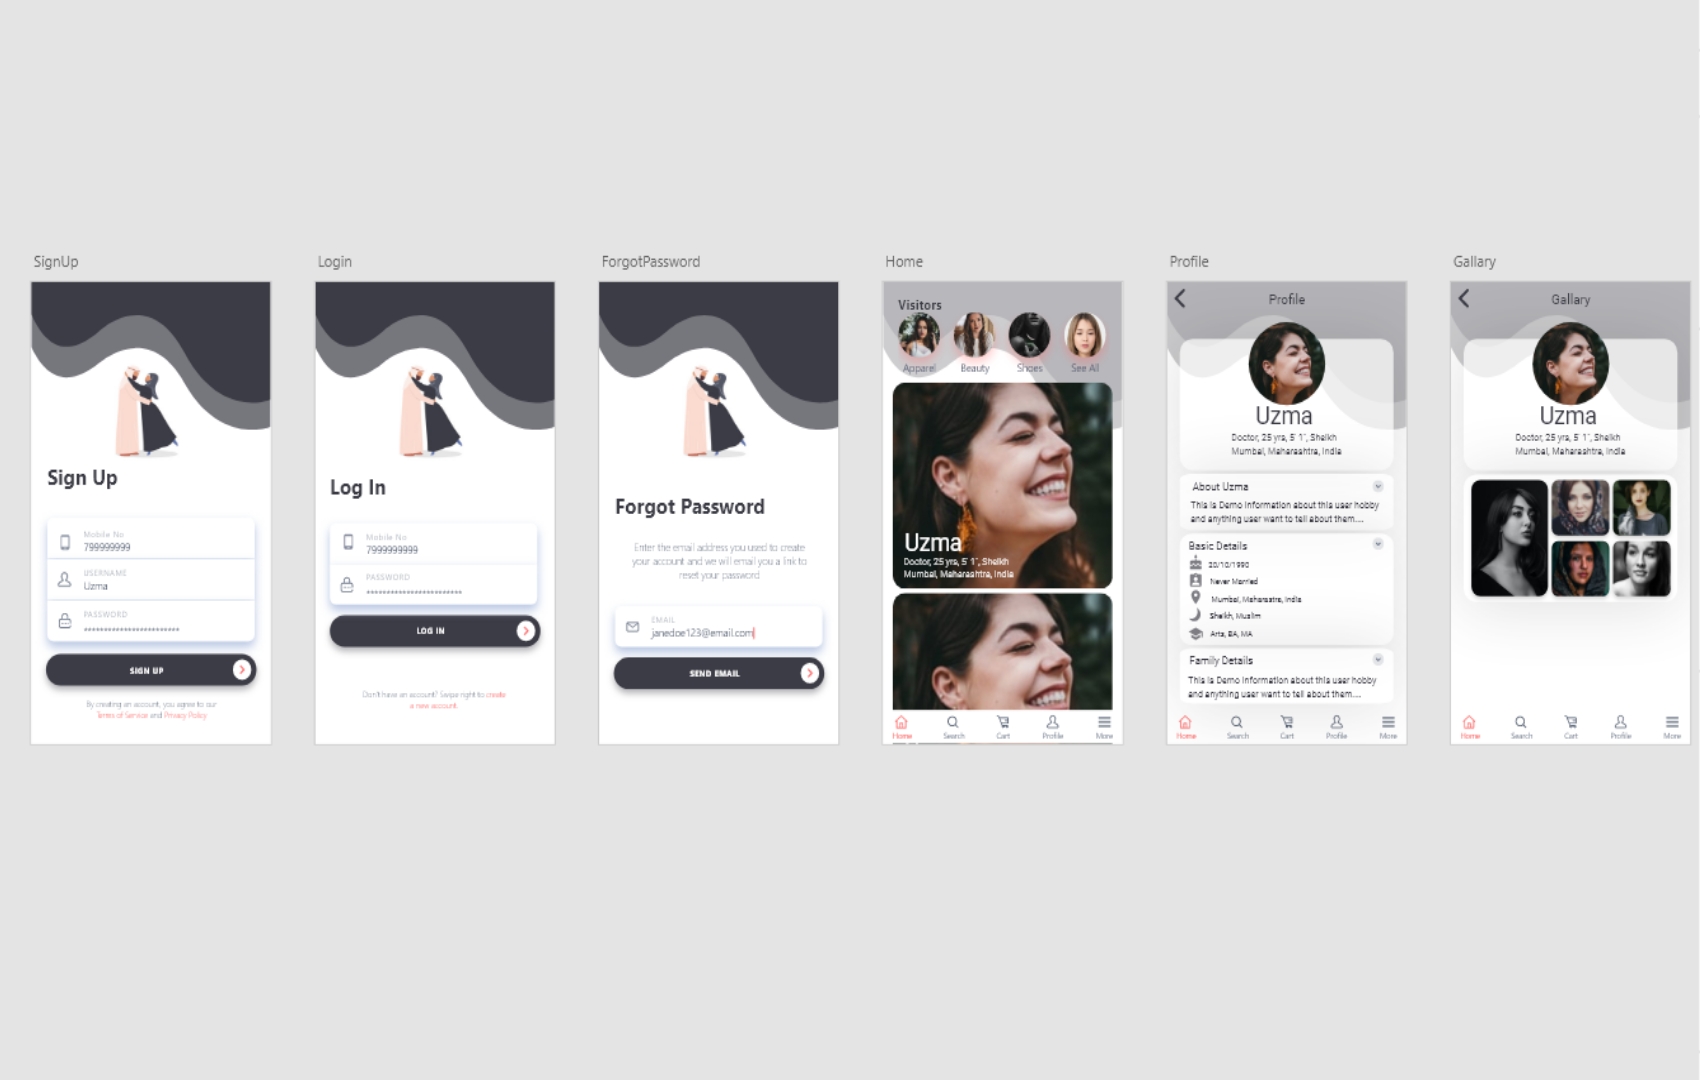 SignUp
Sign Up
Mobile No
799999999
USERNAME
Uzma
PASSWORD
************************
SIGN UP
By creating an account, you agree to our
Terms of Service and Privacy Policy
Login
Log In
Mobile No
7999999999
PASSWORD
************************
LOG IN
Don't have an account? Swipe right to create
a new account.
ForgotPassword
Forgot Password
Enter the email address you used to create
your account and we will email you a link to
reset your password
EMAIL
janedoe123@email.com
SEND EMAIL
Home
Visitors
Apparel
Beauty
Shoes
See All
Uzma
Doctor, 25 yrs, 5' 1", Sheikh
Mumbai, Maharashtra, India
Home
Search
Cart
Profile
More
Profile
Profile
Uzma
Doctor, 25 yrs, 5' 1", Sheikh
Mumbai, Maharashtra, India
About Uzma
This is Demo information about this user hobby
and anything user want to tell about them....
Basic Details
20/10/1990
Never Married
Mumbai, Maharastra, India
Sheikh, Muslim
Arts, BA, MA
Family Details
This is Demo information about this user hobby
and anything user want to tell about them....
Home
Search
Cart
Profile
More
Gallary
Gallary
Uzma
Doctor, 25 yrs, 5' 1", Sheikh
Mumbai, Maharashtra, India
Home
Search
Cart
Profile
More